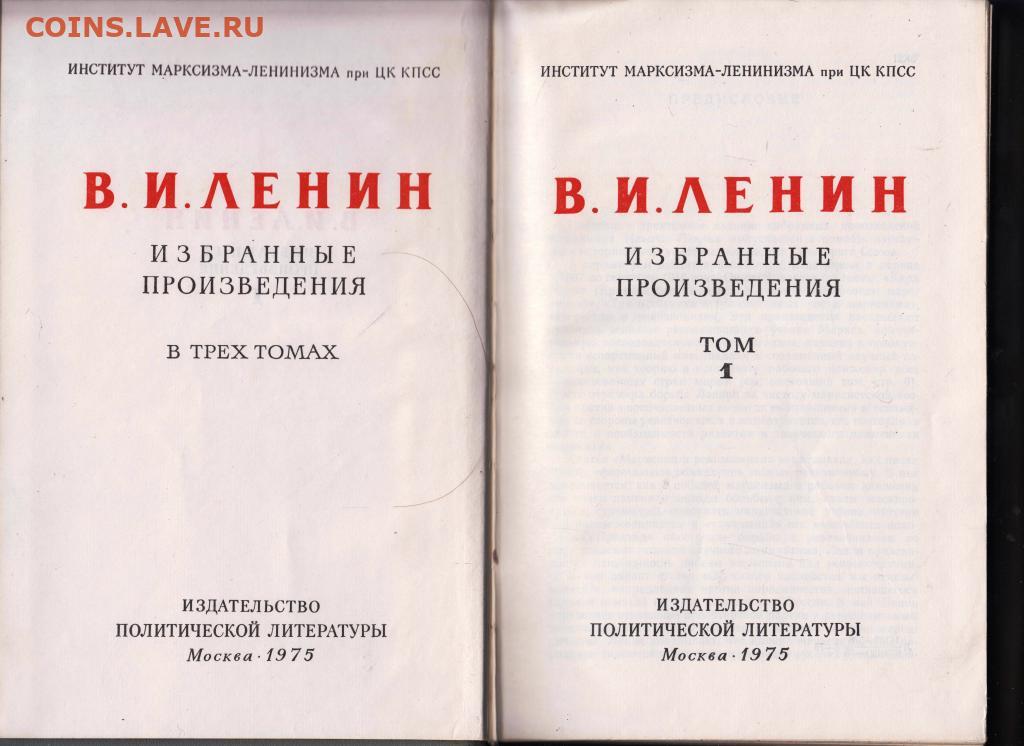 COINS.LAVE.RU
ИНСТИТУТ МАРКСИЗМА-ЛЕНИНИЗМА при ЦК КПСС
В. И. ЛЕНИН
ИЗБРАННЫЕ
ПРОИЗВЕДЕНИЯ
В ТРЕХ ТОМАХ
ИЗДАТЕЛЬСТВО
ПОЛИТИЧЕСКОЙ ЛИТЕРАТУРЫ
Москва · 1975
ИНСТИТУТ МАРКСИЗМА-ЛЕНИНИЗМА при ЦК КПСС
В. И. ЛЕНИН
ИЗБРАННЫЕ
ПРОИЗВЕДЕНИЯ
ТОМ
1
ИЗДАТЕЛЬСТВО
ПОЛИТИЧЕСКОЙ ЛИТЕРАТУРЫ
Москва · 1975